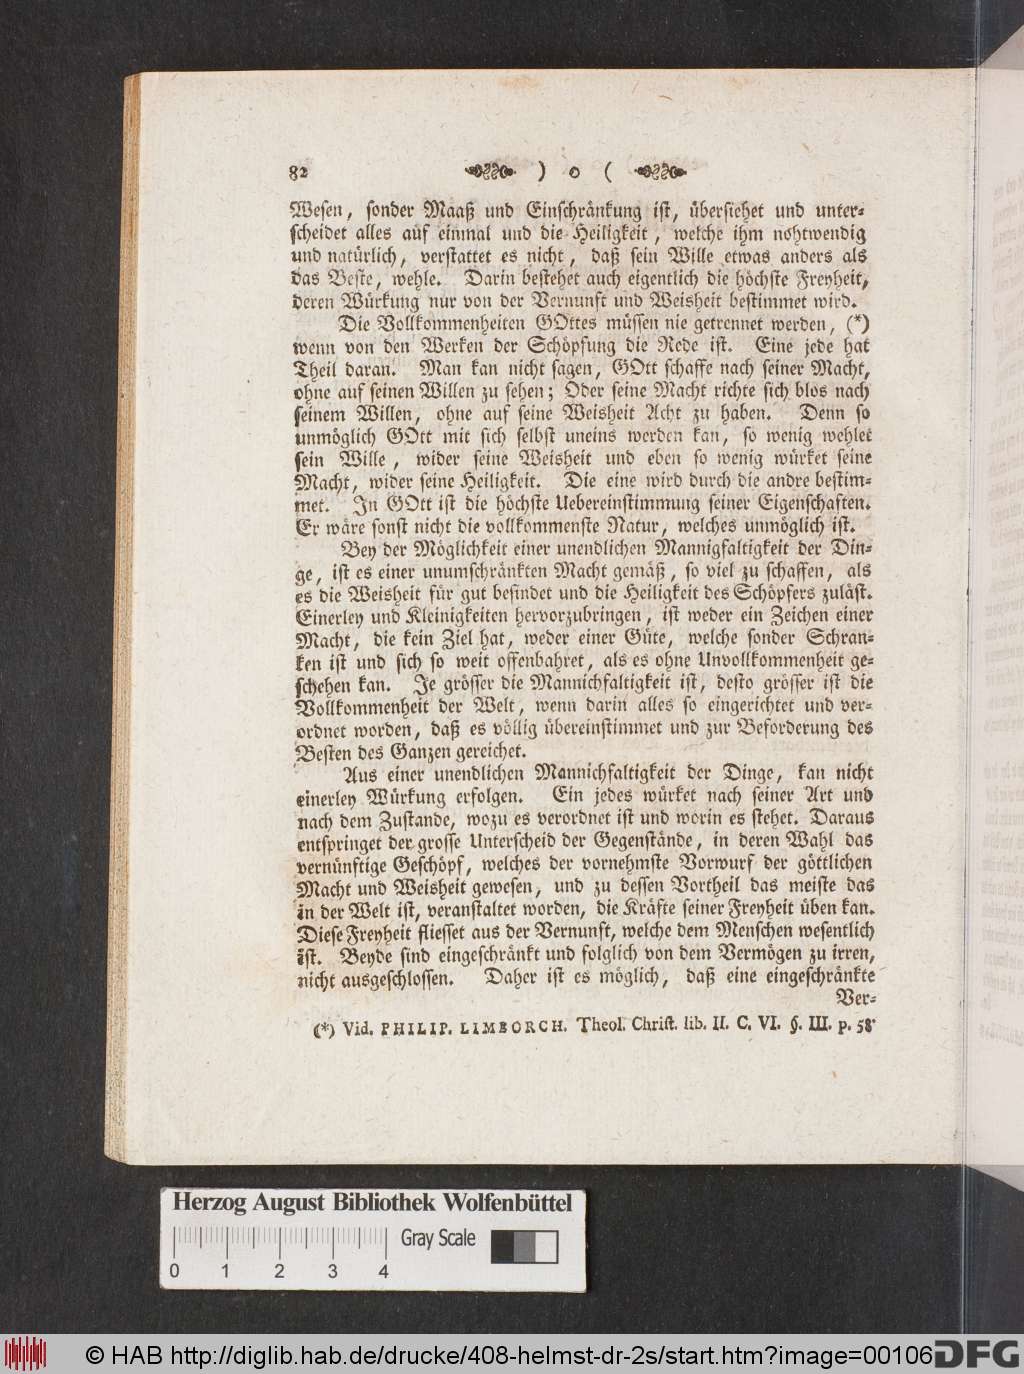 82 ) o (
Wesen, sonder Maaß und Einschränkung ist, übersiehet und unter-
scheidet alles auf einmal und die Heiligkeit, welche ihm nohtwendig
und natürlich, verstattet es nicht, daß sein Wille etwas anders als
das Beste, wehle. Darin bestehet auch eigentlich die höchste Freyheit,
deren Würkung nur von der Vernunft und Weisheit bestimmet wird.
Die Vollkommenheiten GOttes müssen nie getrennet werden, (*)
wenn von den Werken der Schöpfung die Rede ist. Eine jede hat
Theil daran. Man kan nicht sagen, GOtt schaffe nach seiner Macht,
ohne auf seinen Willen zu sehen; Oder seine Macht richte sich blos nach
seinem Willen, ohne auf seine Weisheit Acht zu haben. Denn so
unmöglich GOtt mit sich selbst uneins werden kan, so wenig wehlet
sein Wille, wider seine Weisheit und eben so wenig würket seine
Macht, wider seine Heiligkeit. Die eine wird durch die andre bestim-
met. In GOtt ist die höchste Uebereinstimmung seiner Eigenschaften.
Er wäre sonst nicht die vollkommenste Natur, welches unmöglich ist.
Bey der Möglichkeit einer unendlichen Mannigfaltigkeit der Din-
ge, ist es einer unumschränkten Macht gemäß, so viel zu schaffen, als
es die Weisheit für gut befindet und die Heiligkeit des Schöpfers zuläst.
Einerley und Kleinigkeiten hervorzubringen, ist weder ein Zeichen einer
Macht, die kein Ziel hat, weder einer Güte, welche sonder Schran-
ken ist und sich so weit offenbahret, als es ohne Unvollkommenheit ge-
schehen kan. Je grösser die Mannichfaltigkeit ist, desto grösser ist die
Vollkommenheit der Welt, wenn darin alles so eingerichtet und ver-
ordnet worden, daß es völlig übereinstimmet und zur Beforderung des
Besten des Ganzen gereichet.
Aus einer unendlichen Mannichfaltigkeit der Dinge, kan nicht
einerley Würkung erfolgen. Ein jedes würket nach seiner Art und
nach dem Zustande, wozu es verordnet ist und worin es stehet. Daraus
entspringet der grosse Unterscheid der Gegenstände, in deren Wahl das
vernünftige Geschöpf, welches der vornehmste Vorwurf der göttlichen
Macht und Weisheit gewesen, und zu dessen Vortheil das meiste das
in der Welt ist, veranstaltet worden, die Kräfte seiner Freyheit üben kan.
Diese Freyheit fliesset aus der Vernunft, welche dem Menschen wesentlich
ist. Beyde sind eingeschränkt und folglich von dem Vermögen zu irren,
nicht ausgeschlossen. Daher ist es möglich, daß eine eingeschränkte
Ver-
(*) Vid. PHILIP. LIMBORCH. Theol. Christ. lib. II. C. VI. §. III. p. 58.
Herzog August Bibliothek Wolfenbüttel
Gray Scale
0 1 2 3 4
© HAB http://diglib.hab.de/drucke/408-helmst-dr-2s/start.htm?image=00106
DFG